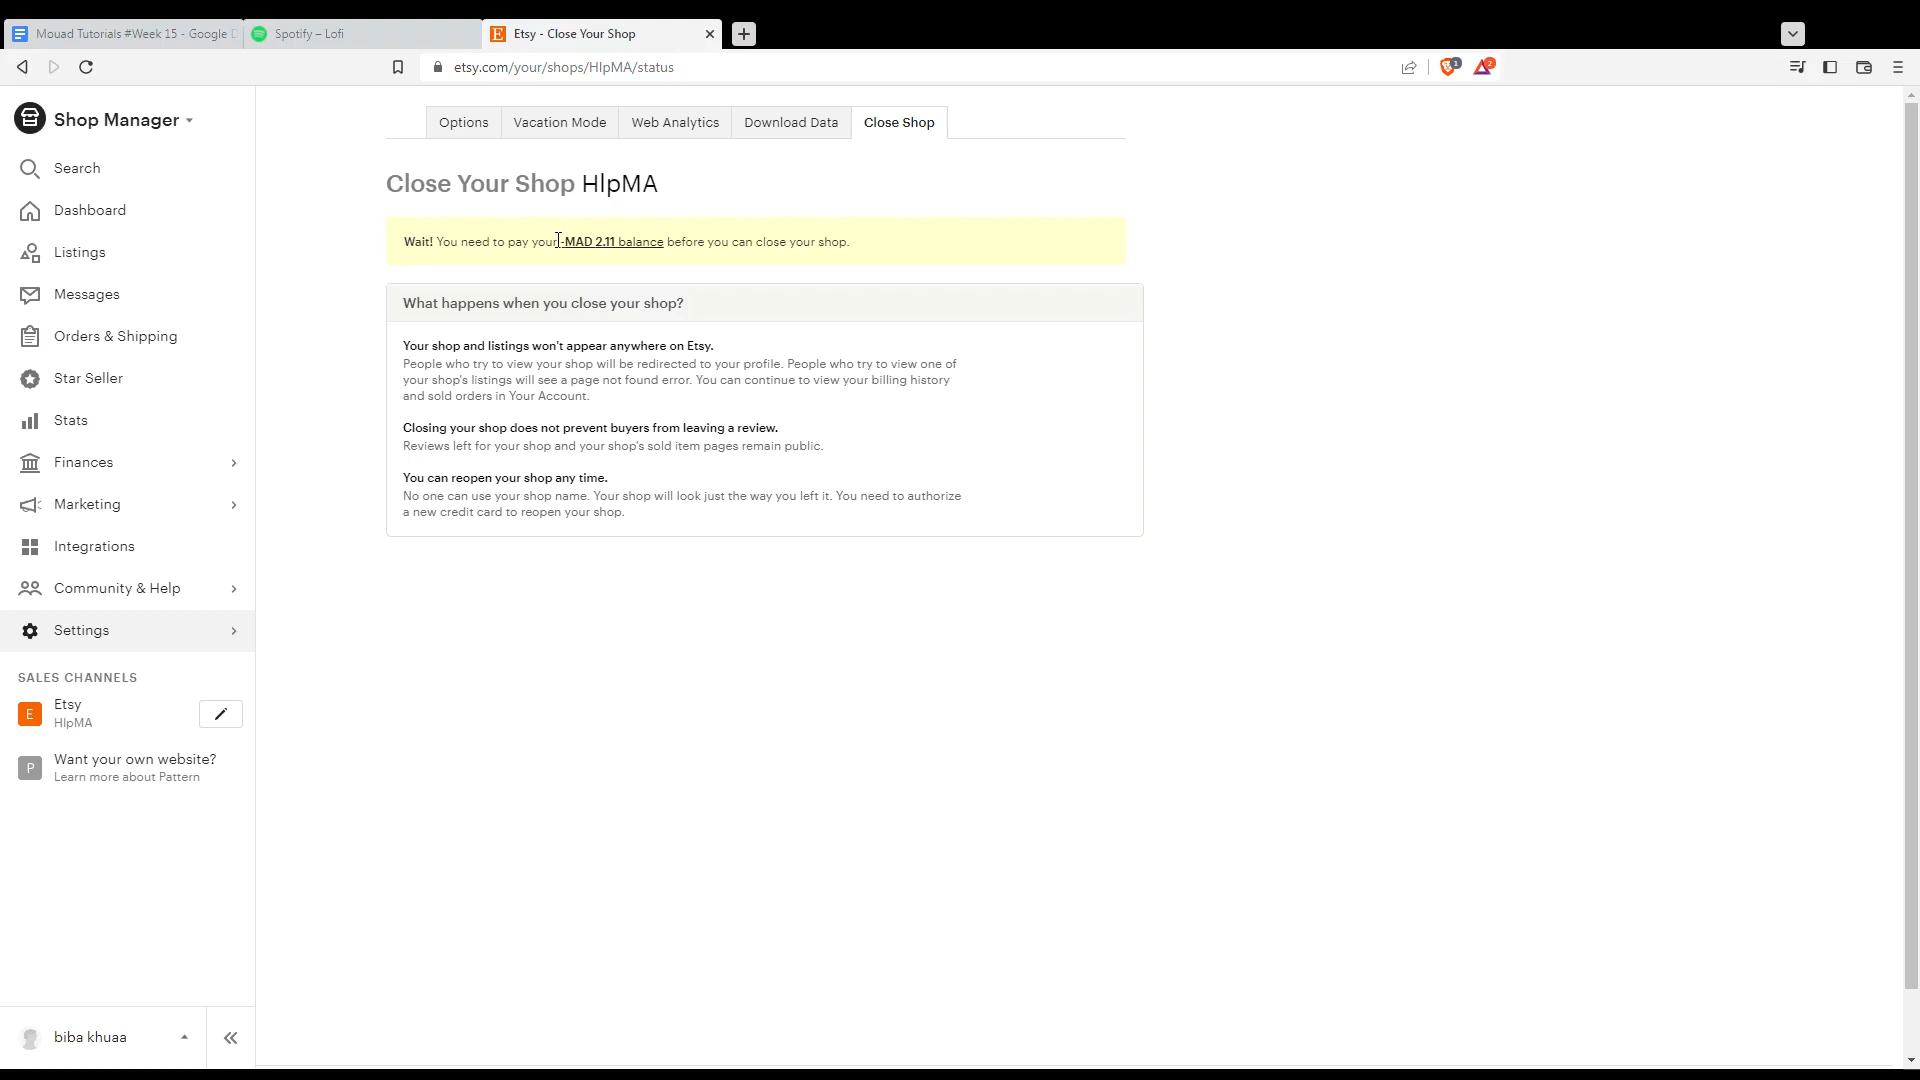 Mouad Tutorials #Week 15 - Google D
Spotify – Lofi
Etsy - Close Your Shop
etsy.com/your/shops/HlpMA/status
1
2
Shop Manager
Search
Dashboard
Listings
Messages
Orders & Shipping
Star Seller
Stats
Finances
Marketing
Integrations
Community & Help
Settings
SALES CHANNELS
E
Etsy
HlpMA
P
Want your own website?
Learn more about Pattern
biba khuaa
Options
Vacation Mode
Web Analytics
Download Data
Close Shop
Close Your Shop HlpMA
Wait! You need to pay your -MAD 2.11 balance before you can close your shop.
What happens when you close your shop?
Your shop and listings won't appear anywhere on Etsy.
People who try to view your shop will be redirected to your profile. People who try to view one of
your shop's listings will see a page not found error. You can continue to view your billing history
and sold orders in Your Account.
Closing your shop does not prevent buyers from leaving a review.
Reviews left for your shop and your shop's sold item pages remain public.
You can reopen your shop any time.
No one can use your shop name. Your shop will look just the way you left it. You need to authorize
a new credit card to reopen your shop.